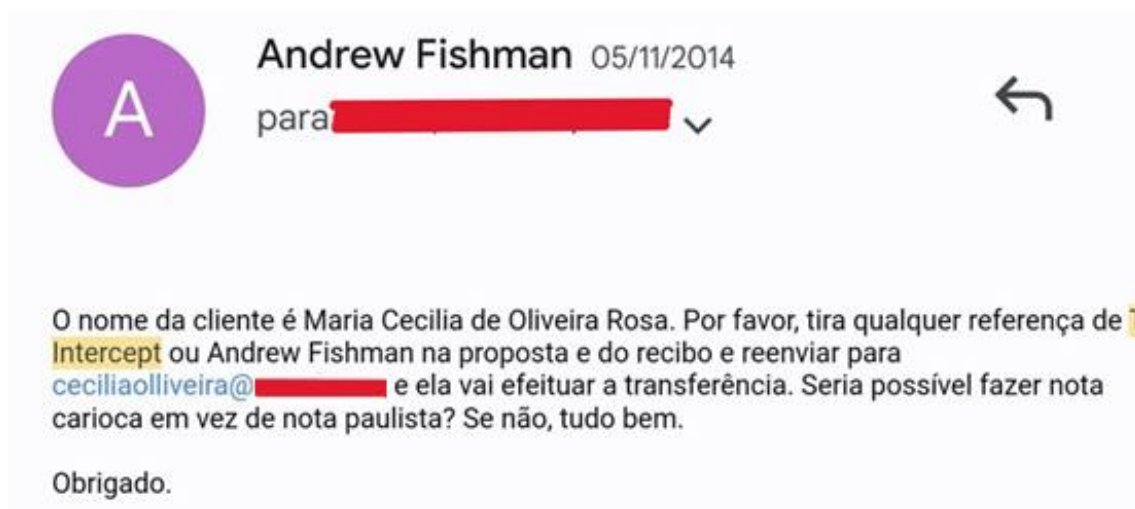 A
Andrew Fishman 05/11/2014
para
O nome da cliente é Maria Cecilia de Oliveira Rosa. Por favor, tira qualquer referença de
Intercept ou Andrew Fishman na proposta e do recibo e reenviar para
ceciliaolliveira@ e ela vai efeituar a transferência. Seria possível fazer nota
carioca em vez de nota paulista? Se não, tudo bem.
Obrigado.